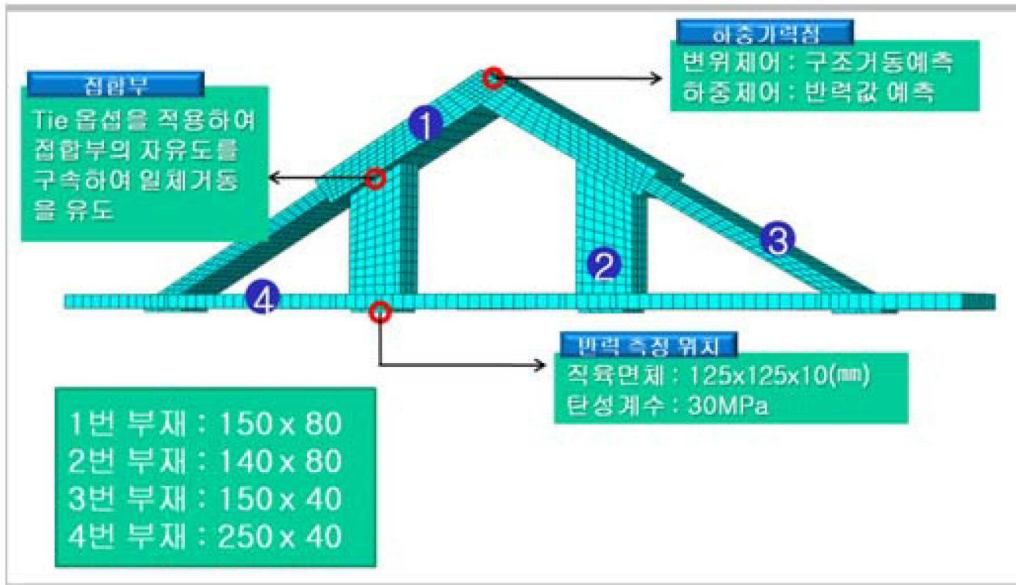 하중가력점
변위제어 : 구조거동예측
하중제어 : 반력값 예측
접합부
Tie 옵션을 적용하여
접합부의 자유도를
구속하여 일체거동
을 유도
1
2
3
4
반력 측정 위치
직육면체 : 125x125x10(㎜)
탄성계수 : 30MPa
1번 부재 : 150 x 80
2번 부재 : 140 x 80
3번 부재 : 150 x 40
4번 부재 : 250 x 40